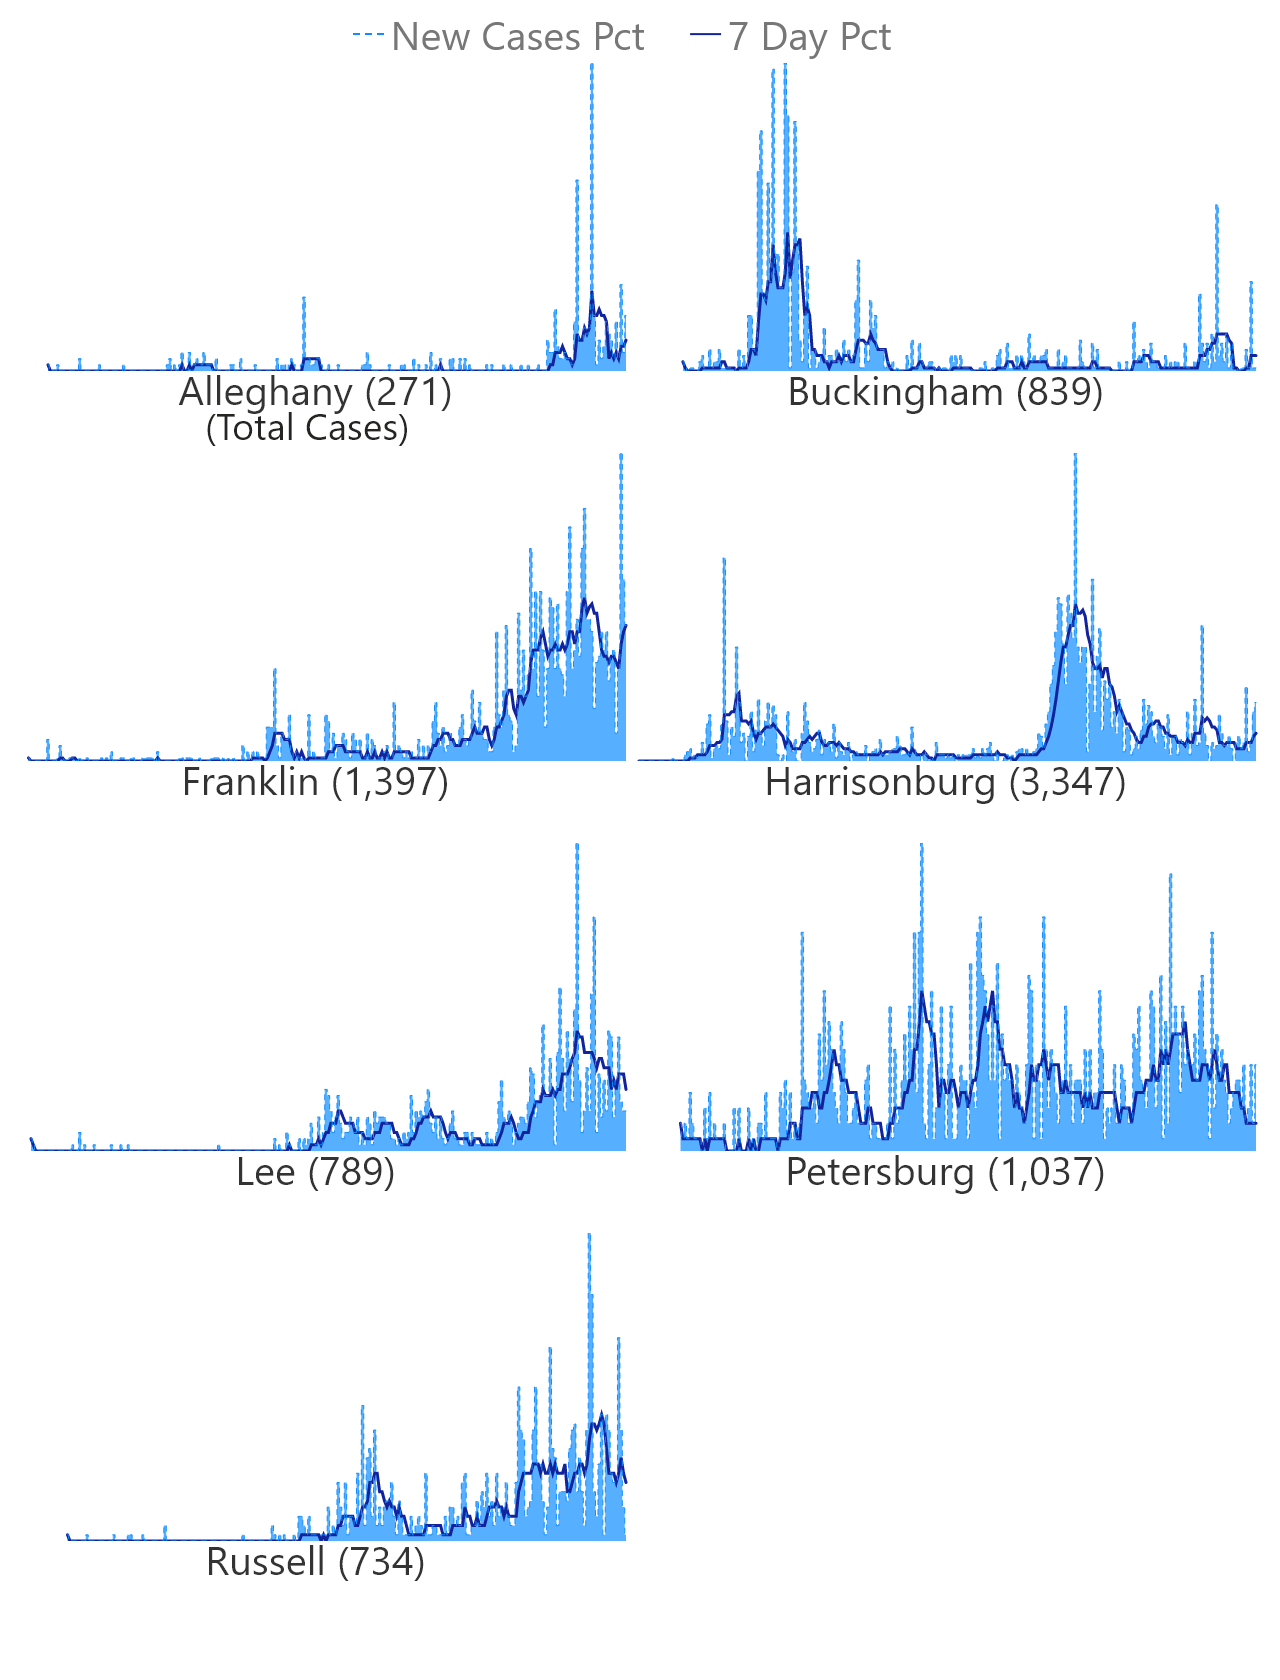 New Cases Pct 7 Day Pct
Alleghany (271) Buckingham (839)
(Total Cases)
Franklin (1,397) Harrisonburg (3,347)
Lee (789) Petersburg (1,037)
Russell (734)